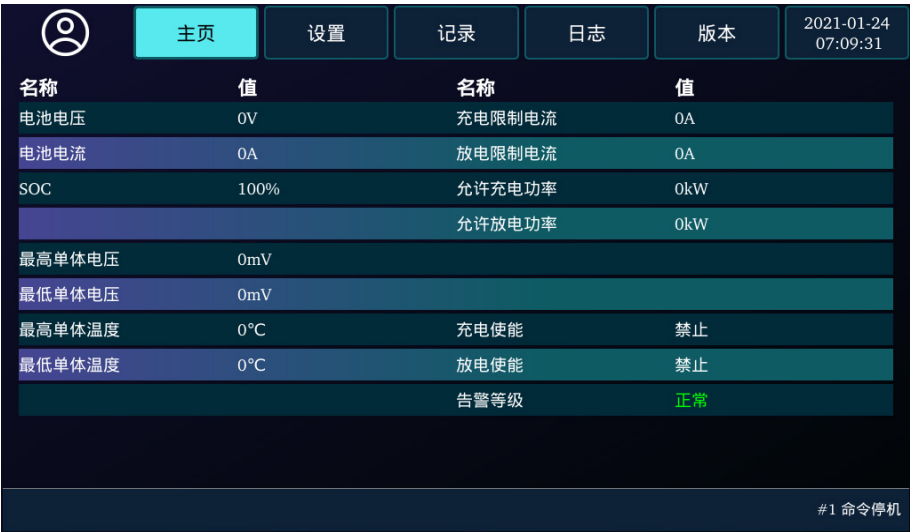 主页 设置 记录 日志 版本 2021-01-24
07:09:31
名称 值 名称 值
电池电压 0V 充电限制电流 0A
电池电流 0A 放电限制电流 0A
SOC 100% 允许充电功率 0kW
允许放电功率 0kW
最高单体电压 0mV
最低单体电压 0mV
最高单体温度 0°C 充电使能 禁止
最低单体温度 0°C 放电使能 禁止
告警等级 正常
#1 命令停机